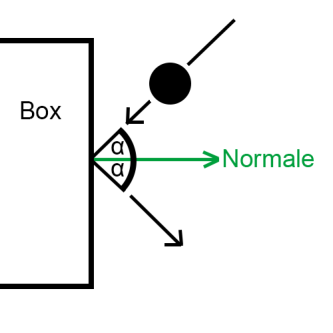 Box
α
α
Normale